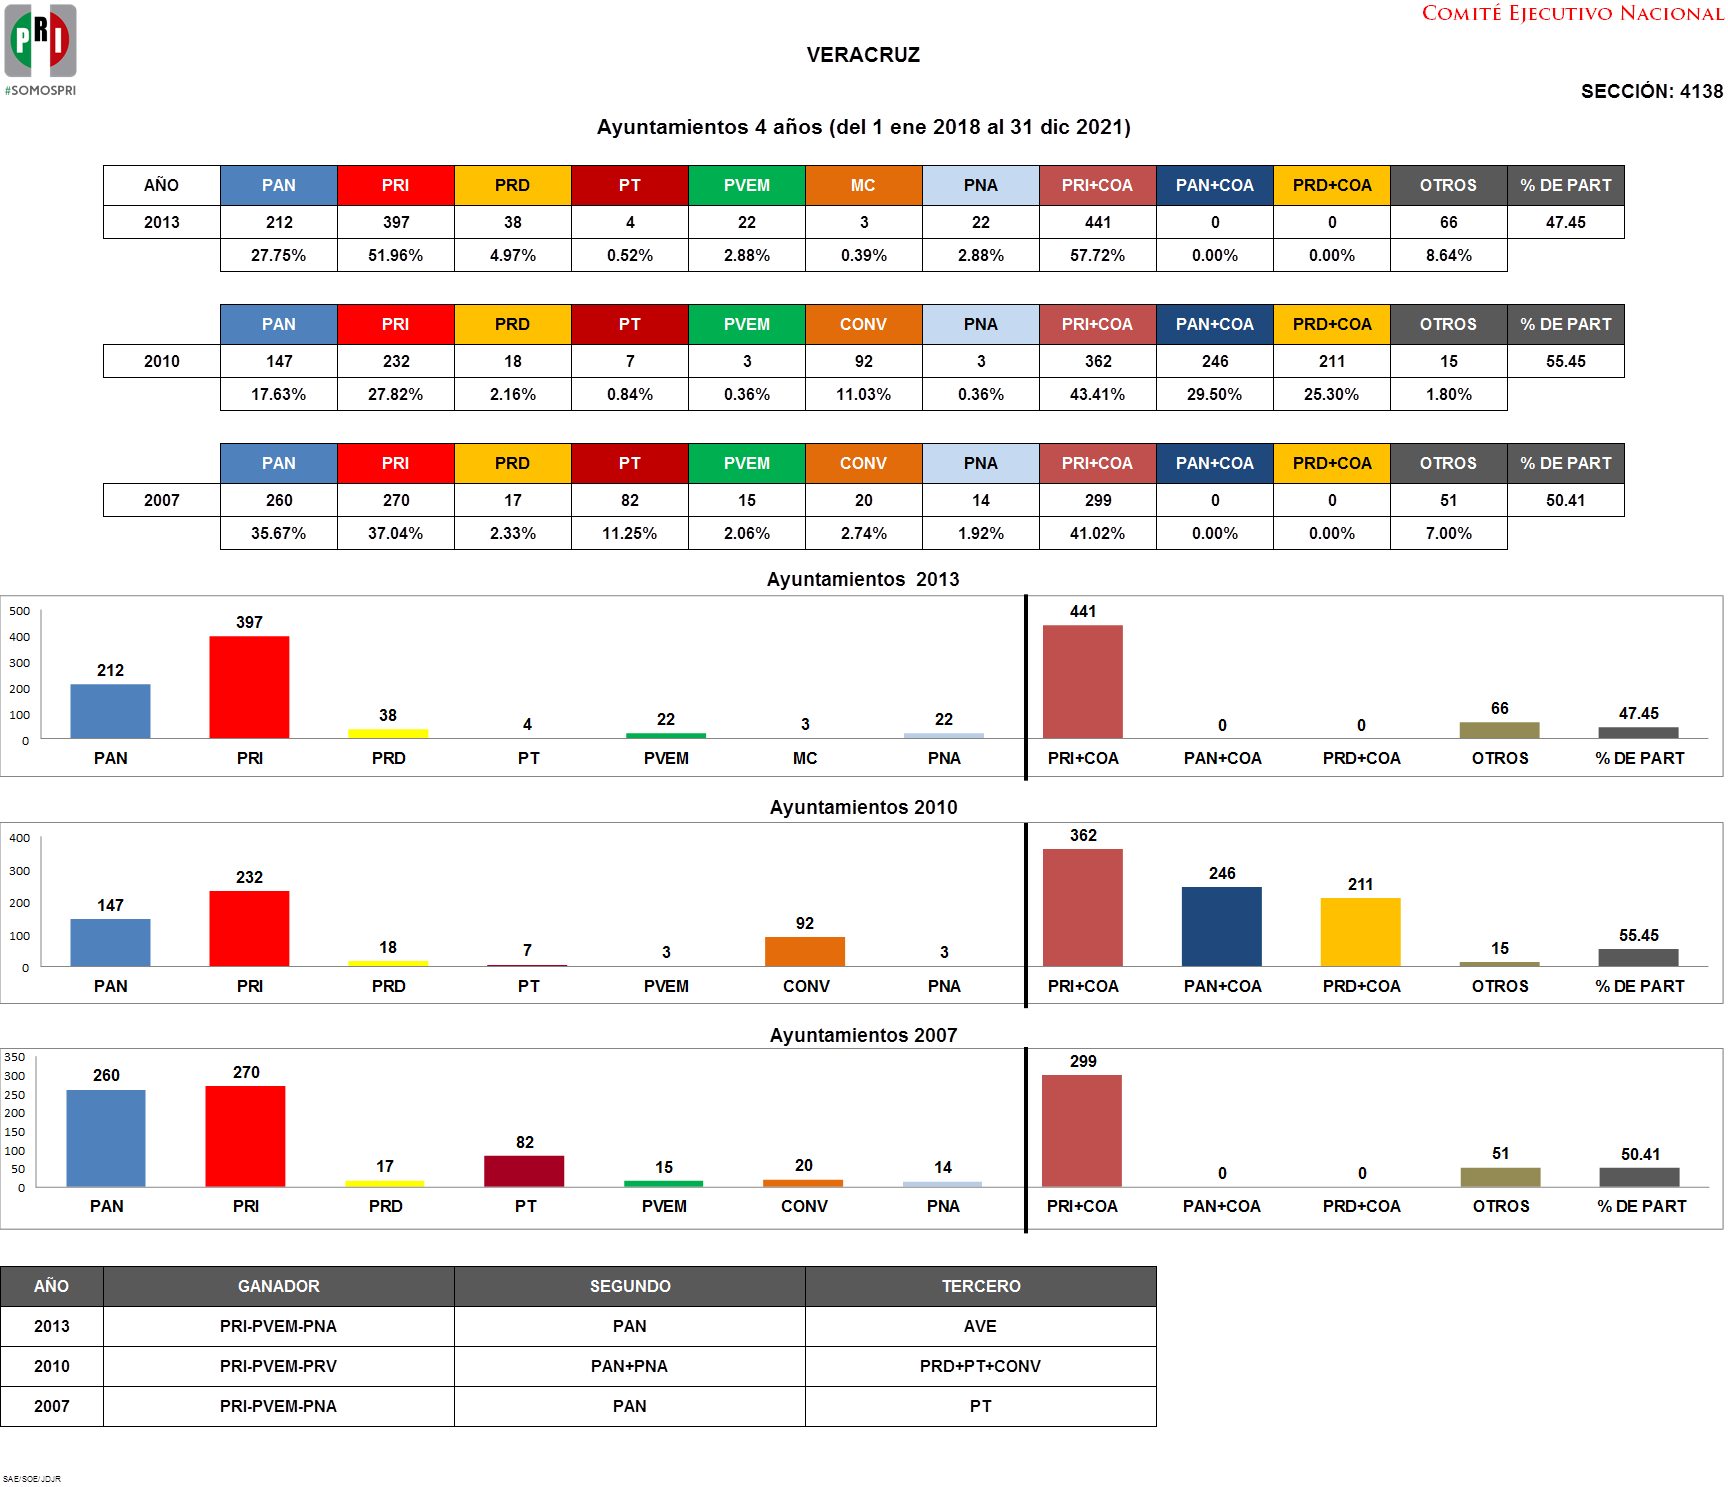 PRI
#SOMOSPRI
COMITÉ EJECUTIVO NACIONAL
VERACRUZ
SECCIÓN: 4138
Ayuntamientos 4 años (del 1 ene 2018 al 31 dic 2021)
AÑO PAN PRI PRD PT PVEM MC PNA PRI+COA PAN+COA PRD+COA OTROS % DE PART
2013 212 397 38 4 22 3 22 441 0 0 66 47.45
27.75% 51.96% 4.97% 0.52% 2.88% 0.39% 2.88% 57.72% 0.00% 0.00% 8.64%
PAN PRI PRD PT PVEM CONV PNA PRI+COA PAN+COA PRD+COA OTROS % DE PART
2010 147 232 18 7 3 92 3 362 246 211 15 55.45
17.63% 27.82% 2.16% 0.84% 0.36% 11.03% 0.36% 43.41% 29.50% 25.30% 1.80%
PAN PRI PRD PT PVEM CONV PNA PRI+COA PAN+COA PRD+COA OTROS % DE PART
2007 260 270 17 82 15 20 14 299 0 0 51 50.41
35.67% 37.04% 2.33% 11.25% 2.06% 2.74% 1.92% 41.02% 0.00% 0.00% 7.00%
Ayuntamientos 2013
500
400
300
200
100
0
212 397 38 4 22 3 22 441 0 0 66 47.45
PAN PRI PRD PT PVEM MC PNA PRI+COA PAN+COA PRD+COA OTROS % DE PART
Ayuntamientos 2010
400
300
200
100
0
147 232 18 7 3 92 3 362 246 211 15 55.45
PAN PRI PRD PT PVEM CONV PNA PRI+COA PAN+COA PRD+COA OTROS % DE PART
Ayuntamientos 2007
350
300
250
200
150
100
50
0
260 270 17 82 15 20 14 299 0 0 51 50.41
PAN PRI PRD PT PVEM CONV PNA PRI+COA PAN+COA PRD+COA OTROS % DE PART
AÑO GANADOR SEGUNDO TERCERO
2013 PRI-PVEM-PNA PAN AVE
2010 PRI-PVEM-PRV PAN+PNA PRD+PT+CONV
2007 PRI-PVEM-PNA PAN PT
SAE/SOE/JDJR